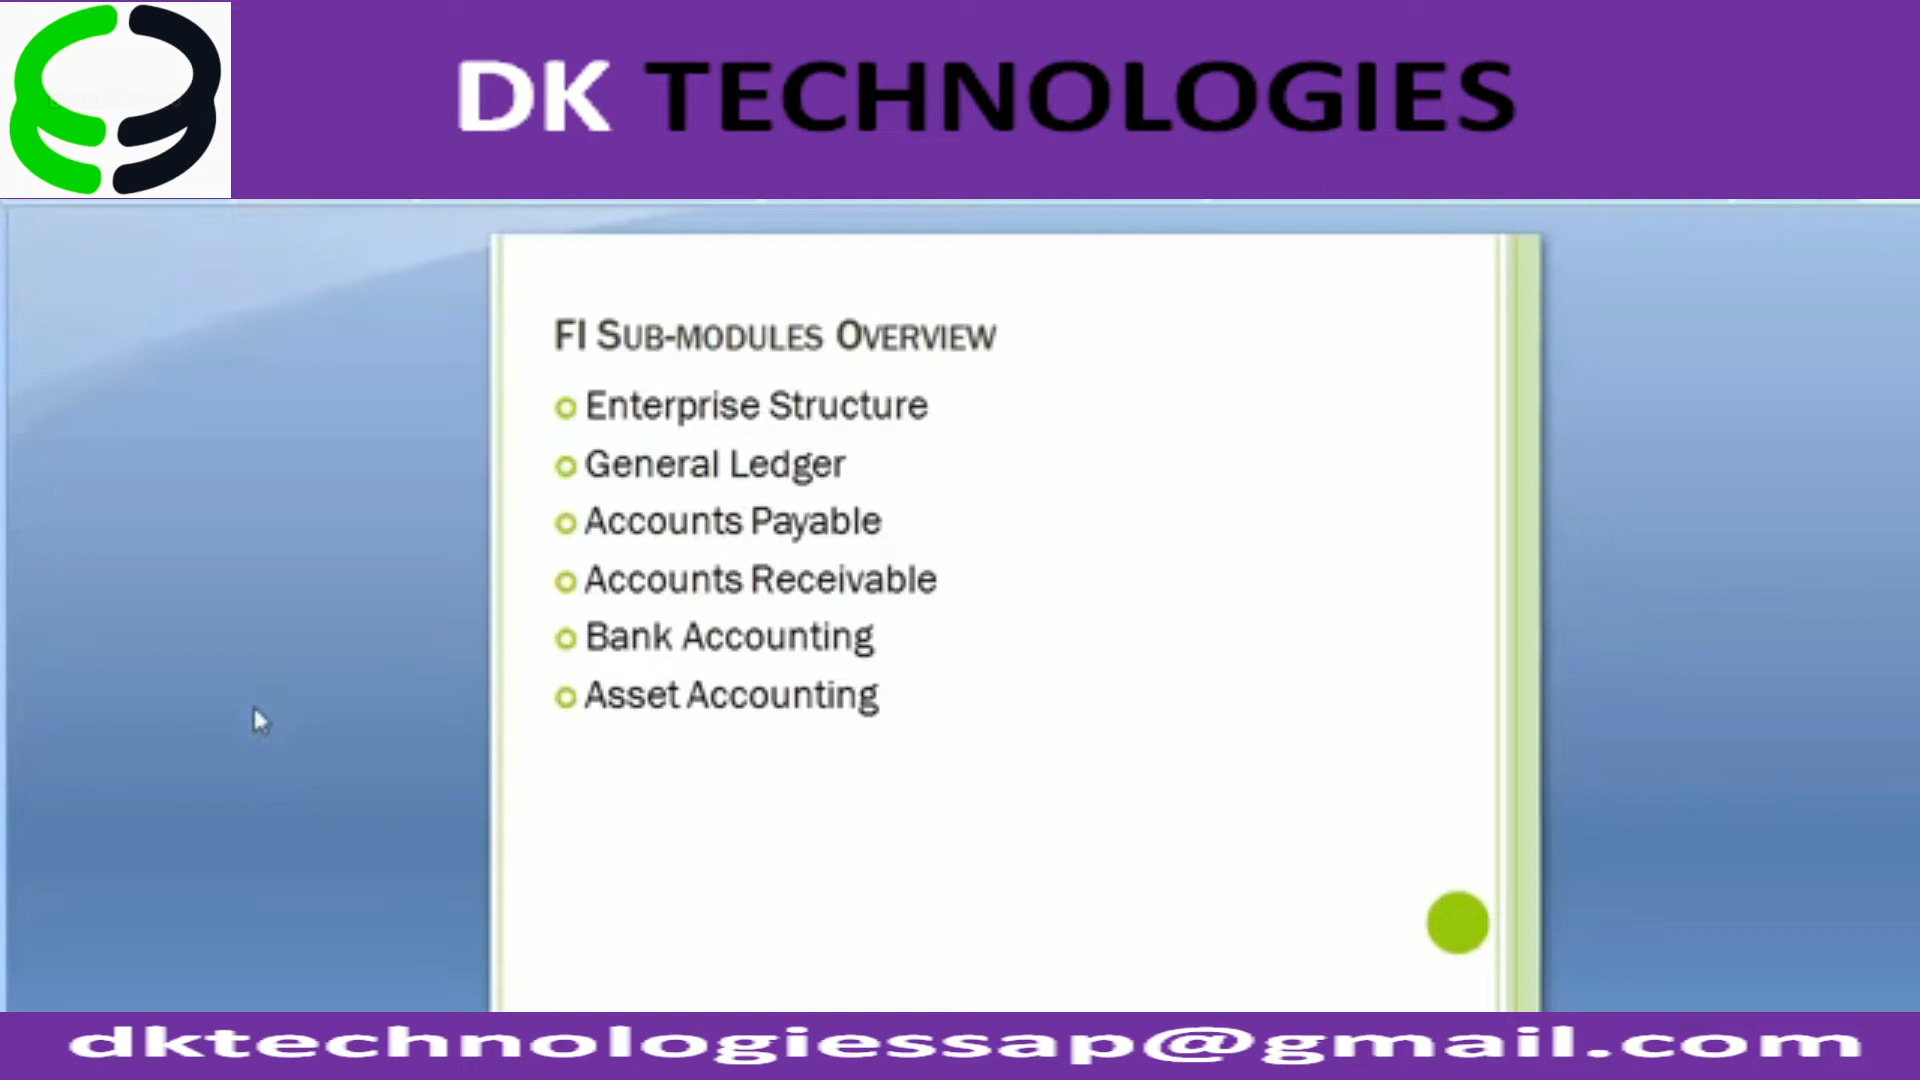 DK TECHNOLOGIES
FI SUB-MODULES OVERVIEW
Enterprise Structure
General Ledger
Accounts Payable
Accounts Receivable
Bank Accounting
Asset Accounting
dktechnologiessap@gmail.com